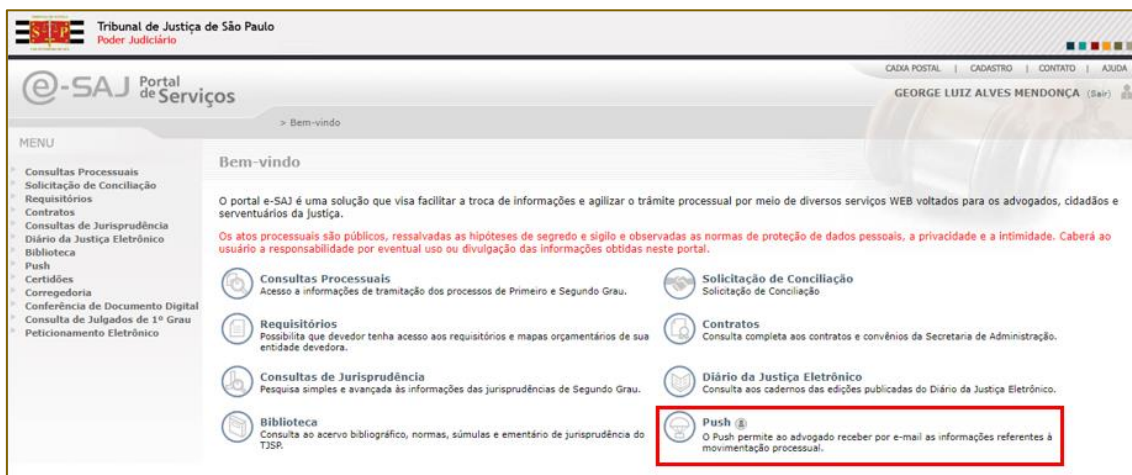 Tribunal de Justiça de São Paulo
Poder Judiciário
CAIXA POSTAL | CADASTRO | CONTATO | AJUDA
e-SAJ Portal de Serviços
GEORGE LUIZ ALVES MENDONÇA (Sair)
> Bem-vindo
MENU
Consultas Processuais
Solicitação de Conciliação
Requisitórios
Contratos
Consultas de Jurisprudência
Diário da Justiça Eletrônico
Biblioteca
Push
Certidões
Corregedoria
Conferência de Documento Digital
Consulta de Julgados de 1º Grau
Peticionamento Eletrônico
Bem-vindo
O portal e-SAJ é uma solução que visa facilitar a troca de informações e agilizar o trâmite processual por meio de diversos serviços WEB voltados para os advogados, cidadãos e
serventuários da justiça.
Os atos processuais são públicos, ressalvadas as hipóteses de segredo e sigilo e observadas as normas de proteção de dados pessoais, a privacidade e a intimidade. Caberá ao
usuário a responsabilidade por eventual uso ou divulgação das informações obtidas neste portal.
Consultas Processuais
Acesso a informações de tramitação dos processos de Primeiro e Segundo Grau.
Solicitação de Conciliação
Solicitação de Conciliação
Requisitórios
Possibilita que devedor tenha acesso aos requisitórios e mapas orçamentários de sua
entidade devedora.
Contratos
Consulta completa aos contratos e convênios da Secretaria de Administração.
Consultas de Jurisprudência
Pesquisa simples e avançada às informações das jurisprudências de Segundo Grau.
Diário da Justiça Eletrônico
Consulta aos cadernos das edições publicadas do Diário da Justiça Eletrônico.
Biblioteca
Consulta ao acervo bibliográfico, normas, súmulas e ementário de jurisprudência do
TJSP.
Push
O Push permite ao advogado receber por e-mail as informações referentes à
movimentação processual.